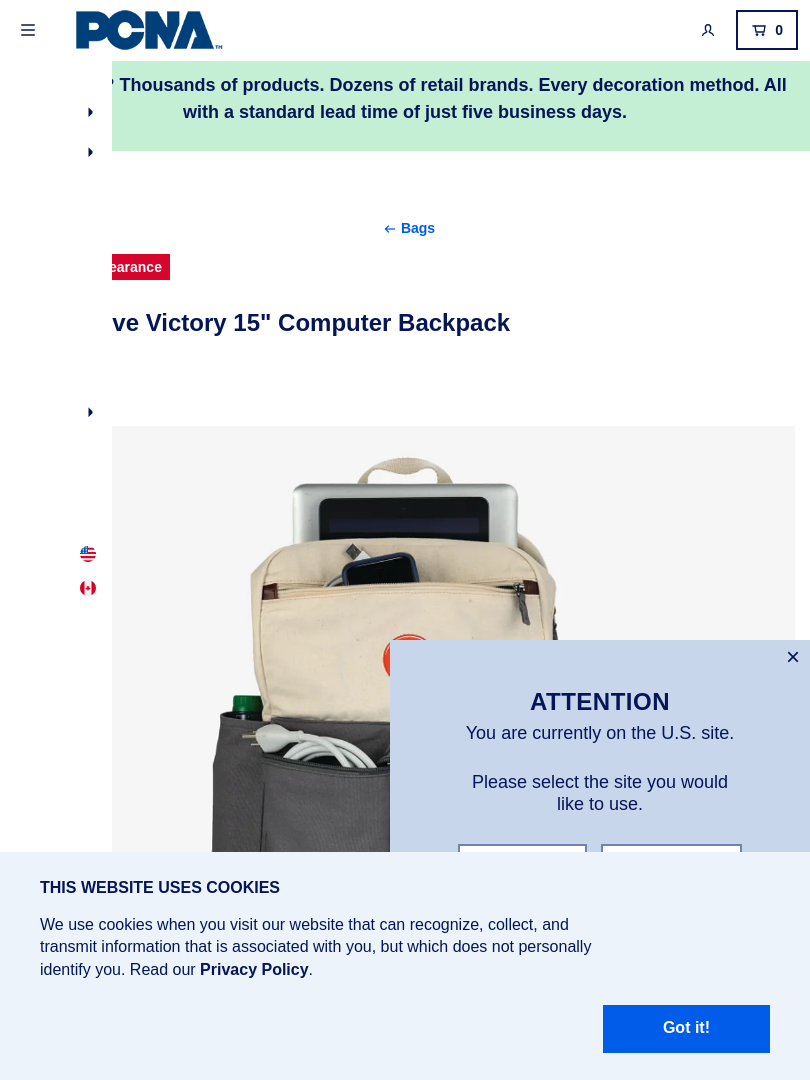 PCNA™
0
Thousands of products. Dozens of retail brands. Every decoration method. All
with a standard lead time of just five business days.
← Bags
earance
ve Victory 15" Computer Backpack
ATTENTION
You are currently on the U.S. site.
Please select the site you would
like to use.
THIS WEBSITE USES COOKIES
We use cookies when you visit our website that can recognize, collect, and
transmit information that is associated with you, but which does not personally
identify you. Read our Privacy Policy.
Got it!